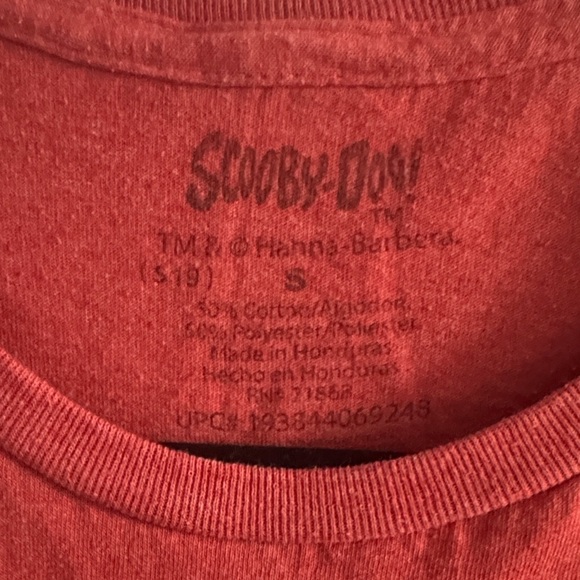 SCOOBY-DOO!
TM
TM & © Hanna-Barbera.
(S19) S
50% Cotton/Algodon,
50% Polyester/Poliester
Made in Honduras
Hecho en Honduras
RN#
UPC# 193844069248